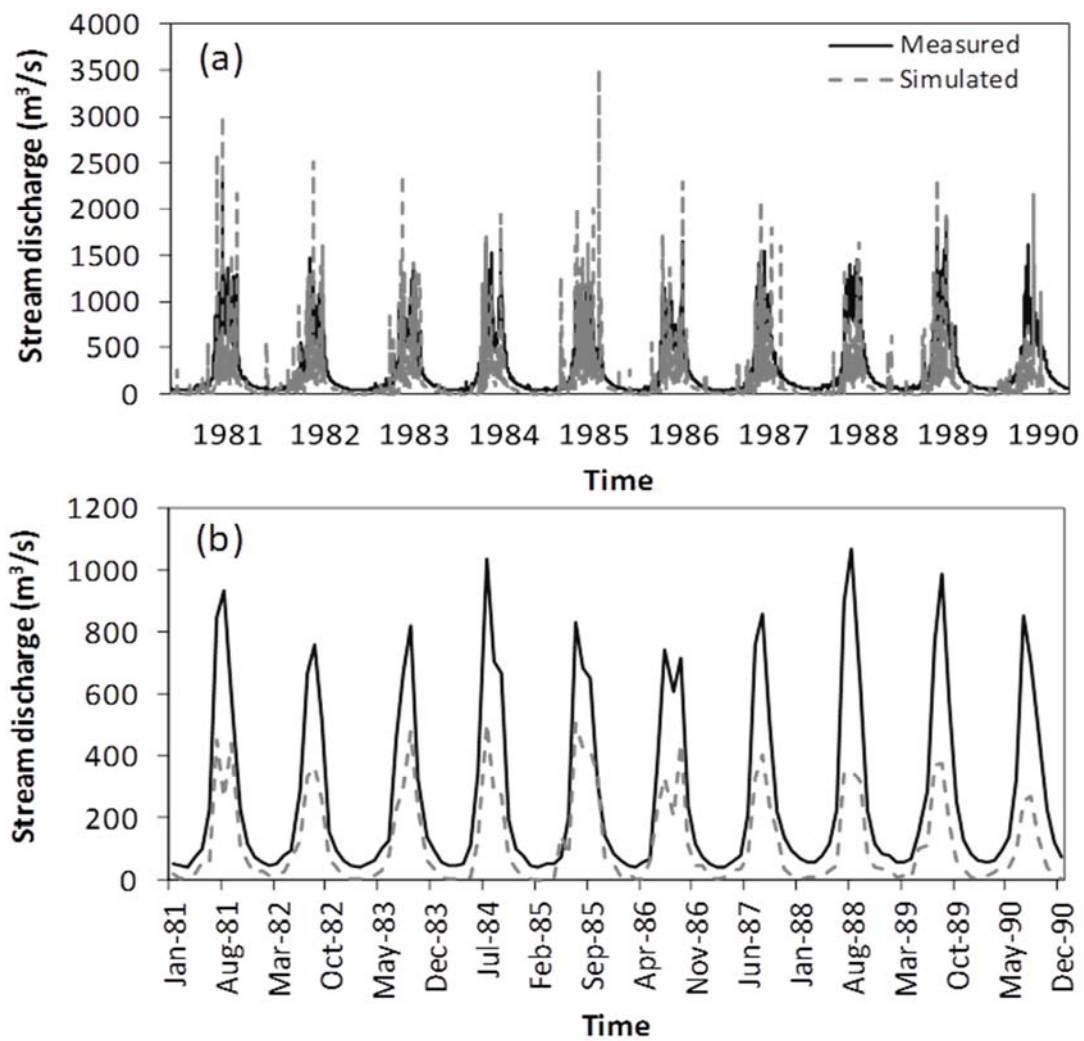 (a)
Measured
Simulated
Stream discharge (m³/s)
4000
3500
3000
2500
2000
1500
1000
500
0
1981 1982 1983 1984 1985 1986 1987 1988 1989 1990
Time
(b)
Stream discharge (m³/s)
1200
1000
800
600
400
200
0
Jan-81 Aug-81 Mar-82 Oct-82 May-83 Dec-83 Jul-84 Feb-85 Sep-85 Apr-86 Nov-86 Jun-87 Jan-88 Aug-88 Mar-89 Oct-89 May-90 Dec-90
Time